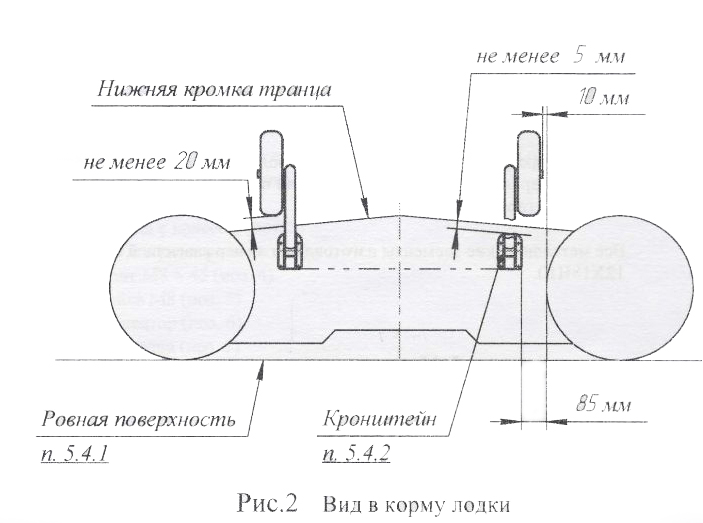 не менее 5 мм
Нижняя кромка транца
10 мм
не менее 20 мм
Ровная поверхность
п. 5.4.1
Кронштейн
п. 5.4.2
85 мм
Рис.2 Вид в корму лодки